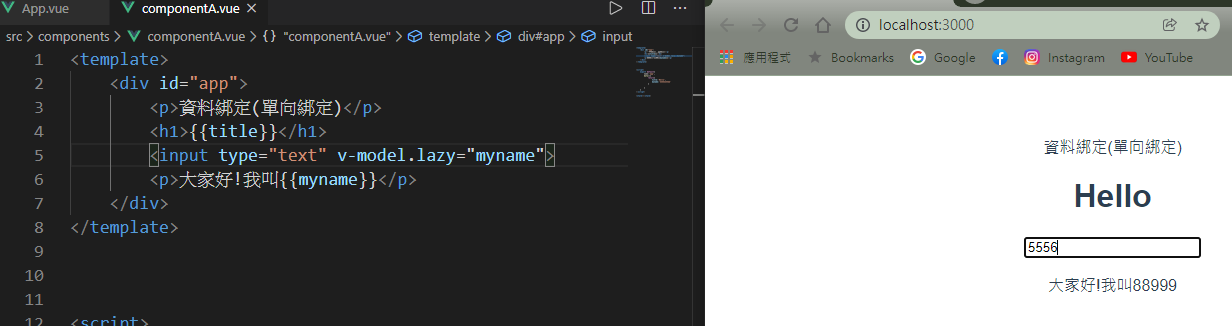 App.vue componentA.vue ×
src > components > componentA.vue > {} "componentA.vue" > template > div#app > input
1 <template>
2 <div id="app">
3 <p>資料綁定(單向綁定)</p>
4 <h1>{{title}}</h1>
5 <input type="text" v-model.lazy="myname">
6 <p>大家好!我叫{{myname}}</p>
7 </div>
8 </template>
9
10
11
12 <script>
localhost:3000
應用程式 Bookmarks Google Instagram YouTube
資料綁定(單向綁定)
Hello
5556
大家好!我叫88999